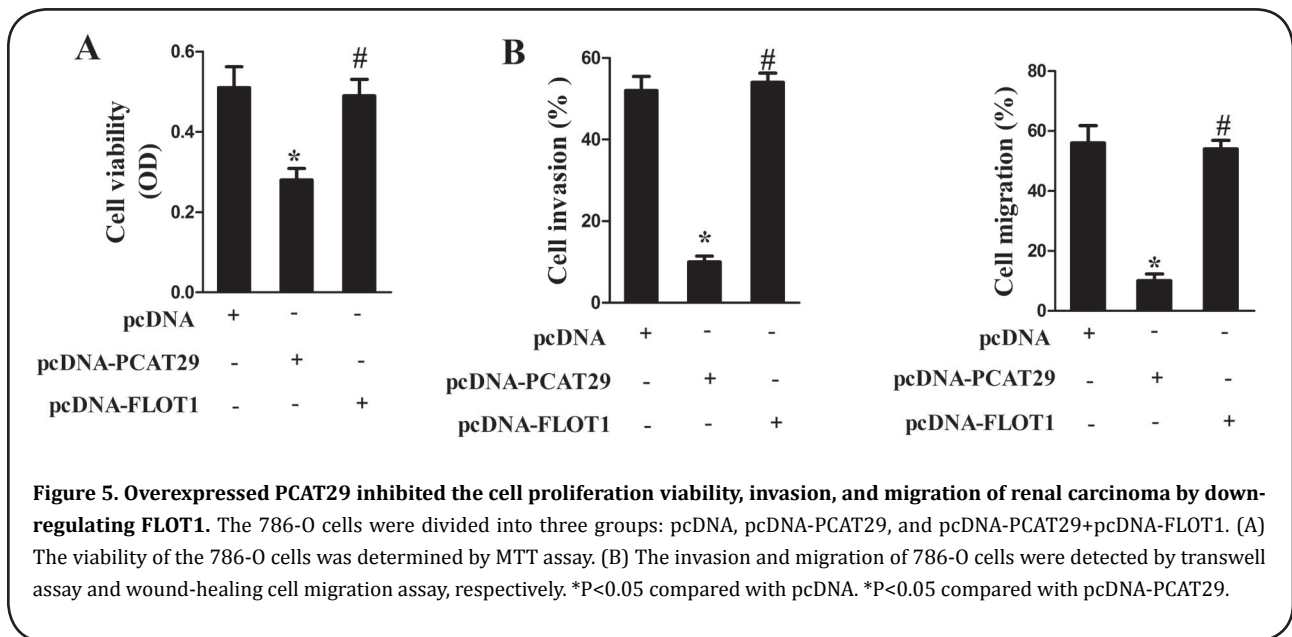 A
B
0.6
0.4
0.2
0.0
Cell viability
(OD)
*
#
pcDNA + - -
pcDNA-PCAT29 - + -
pcDNA-FLOT1 - - +
60
40
20
0
Cell invasion (% )
*
#
pcDNA + - -
pcDNA-PCAT29 - + -
pcDNA-FLOT1 - - +
80
60
40
20
0
Cell migration (%)
*
#
pcDNA + - -
pcDNA-PCAT29 - + -
pcDNA-FLOT1 - - +
Figure 5. Overexpressed PCAT29 inhibited the cell proliferation viability, invasion, and migration of renal carcinoma by down-
regulating FLOT1. The 786-O cells were divided into three groups: pcDNA, pcDNA-PCAT29, and pcDNA-PCAT29+pcDNA-FLOT1. (A)
The viability of the 786-O cells was determined by MTT assay. (B) The invasion and migration of 786-O cells were detected by transwell
assay and wound-healing cell migration assay, respectively. *P<0.05 compared with pcDNA. *P<0.05 compared with pcDNA-PCAT29.